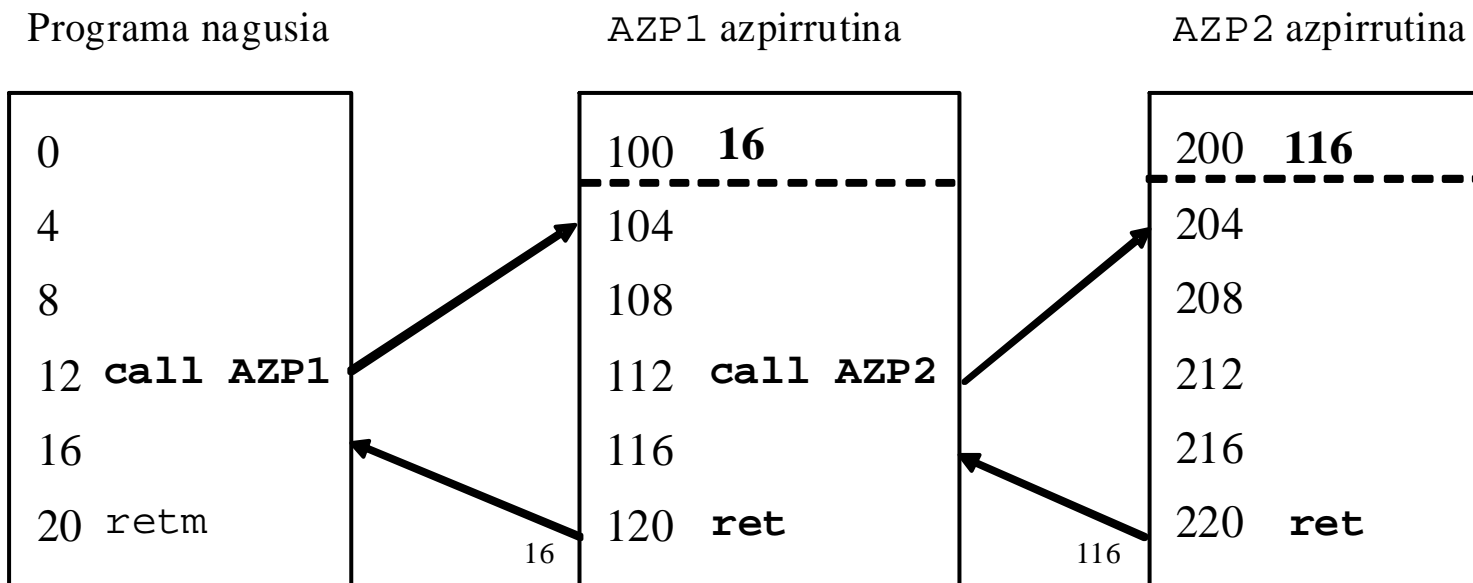 Programa nagusia
0
4
8
12 call AZP1
16
20 retm
AZP1 azpirrutina
100 16
104
108
112 call AZP2
116
120 ret
16
AZP2 azpirrutina
200 116
204
208
212
216
220 ret
116